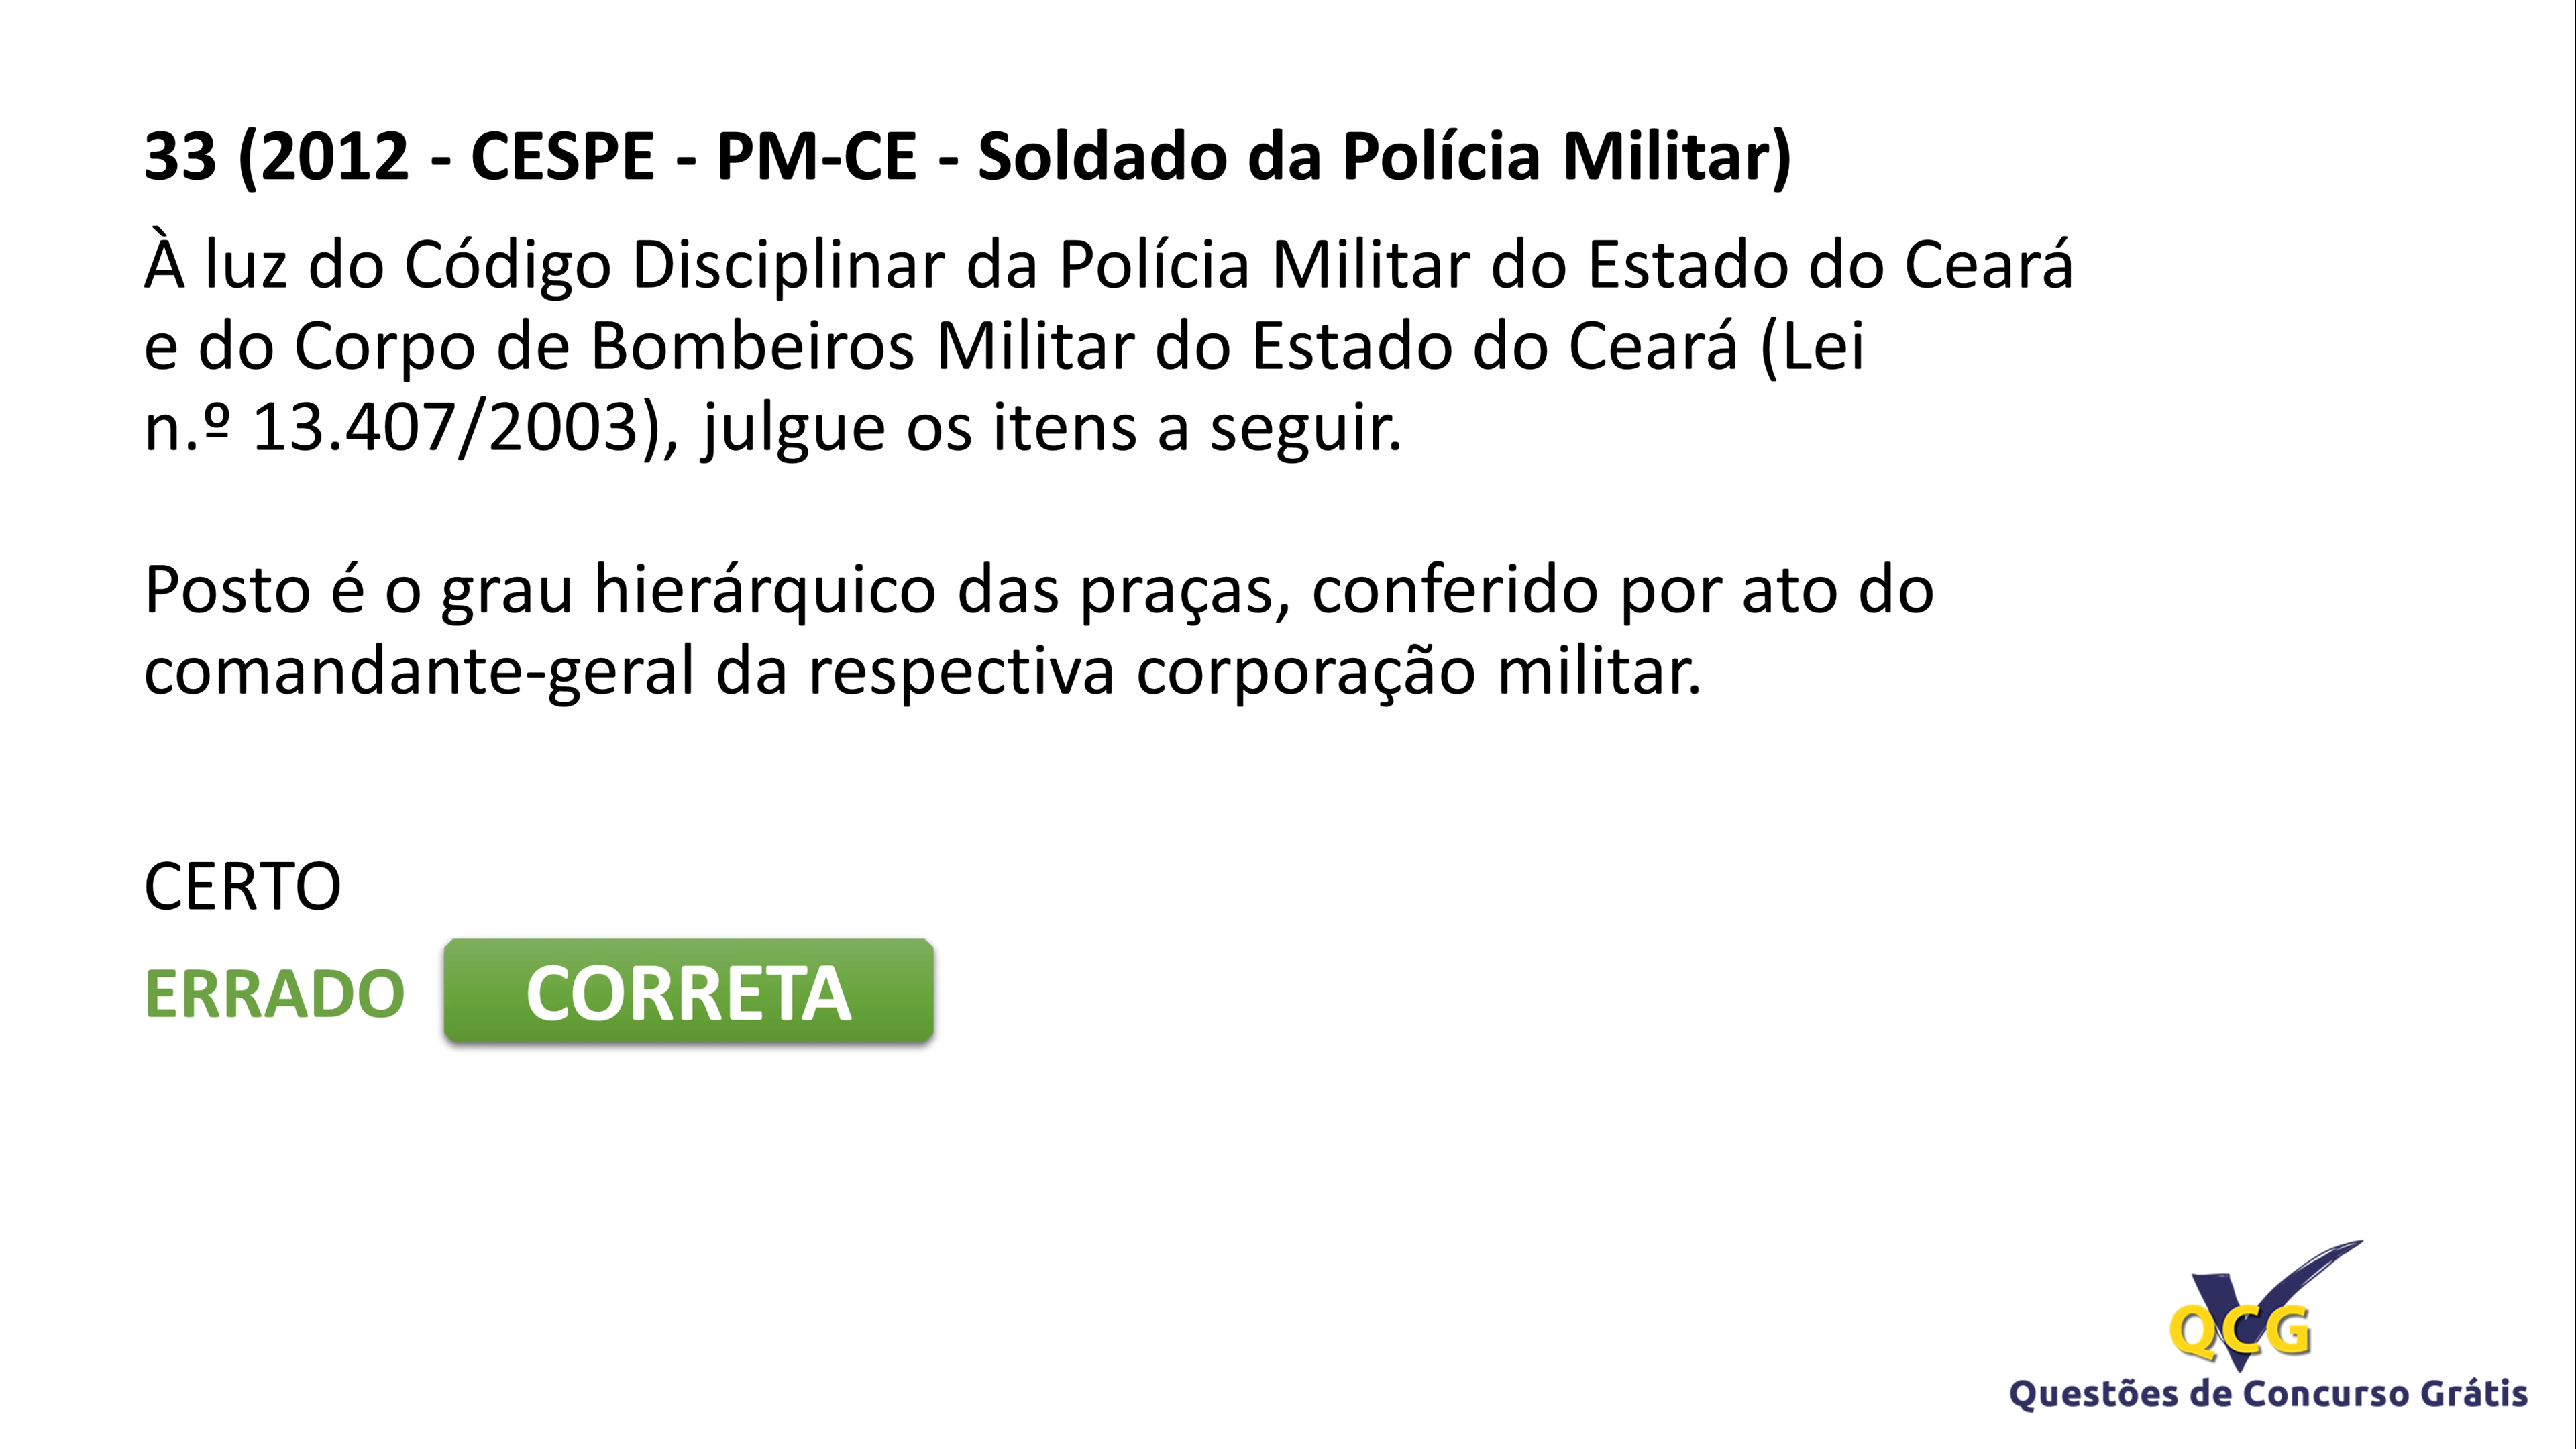 33 (2012 - CESPE - PM-CE - Soldado da Polícia Militar)
À luz do Código Disciplinar da Polícia Militar do Estado do Ceará
e do Corpo de Bombeiros Militar do Estado do Ceará (Lei
n.º 13.407/2003), julgue os itens a seguir.
Posto é o grau hierárquico das praças, conferido por ato do
comandante-geral da respectiva corporação militar.
CERTO
ERRADO CORRETA
QCG
Questões de Concurso Grátis